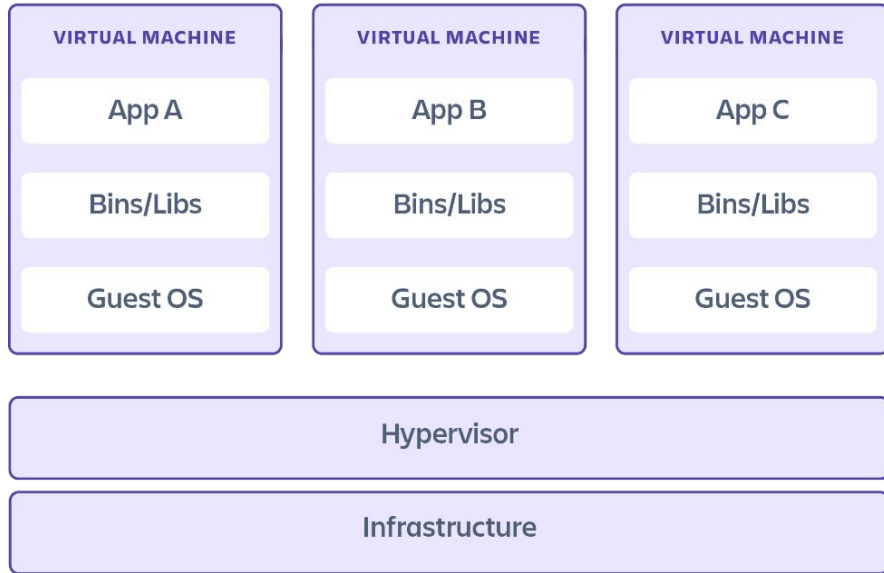 VIRTUAL MACHINE
App A
Bins/Libs
Guest OS
VIRTUAL MACHINE
App B
Bins/Libs
Guest OS
VIRTUAL MACHINE
App C
Bins/Libs
Guest OS
Hypervisor
Infrastructure